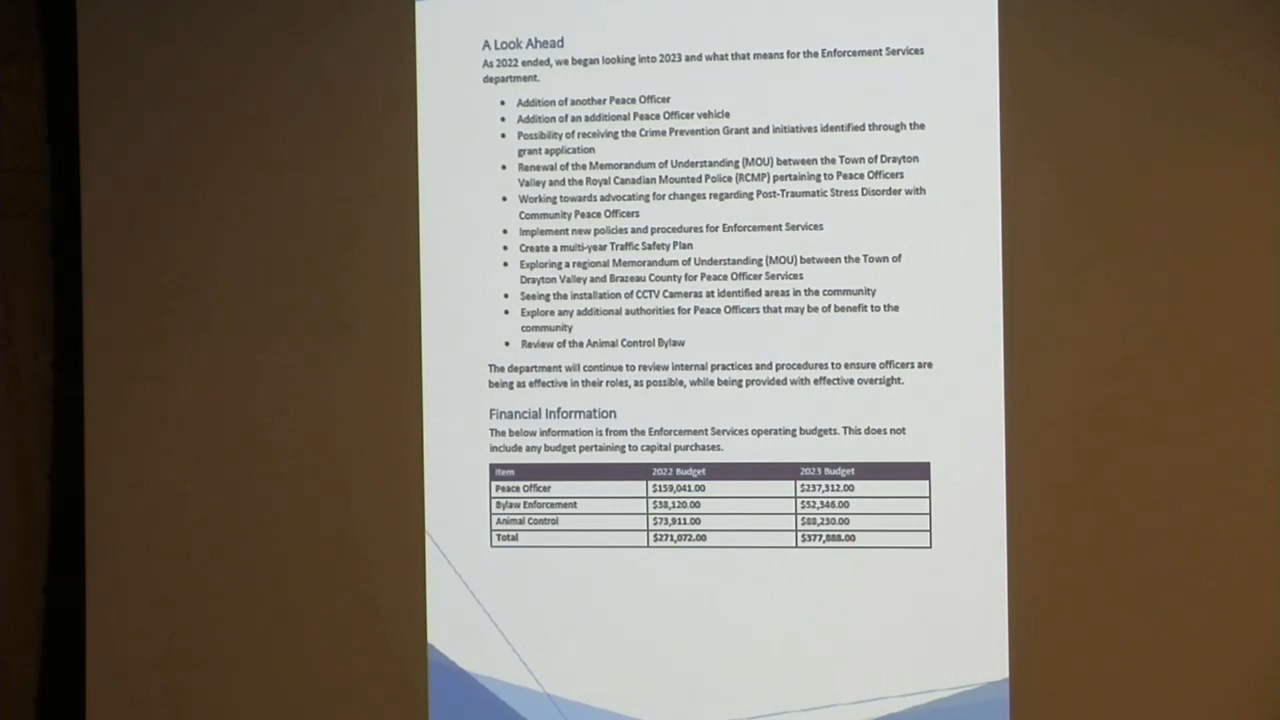 A Look Ahead
As 2022 ended, we began looking into 2023 and what that means for the Enforcement Services
department.
• Addition of another Peace Officer
• Addition of an additional Peace Officer vehicle
• Possibility of receiving the Crime Prevention Grant and initiatives identified through the
grant application
• Renewal of the Memorandum of Understanding (MOU) between the Town of Drayton
Valley and the Royal Canadian Mounted Police (RCMP) pertaining to Peace Officers
• Working towards advocating for changes regarding Post-Traumatic Stress Disorder with
Community Peace Officers
• Implement new policies and procedures for Enforcement Services
• Create a multi-year Traffic Safety Plan
• Exploring a regional Memorandum of Understanding (MOU) between the Town of
Drayton Valley and Brazeau County for Peace Officer Services
• Seeing the installation of CCTV Cameras at identified areas in the community
• Explore any additional authorities for Peace Officers that may be of benefit to the
community
• Review of the Animal Control Bylaw
The department will continue to review internal practices and procedures to ensure officers are
being as effective in their roles, as possible, while being provided with effective oversight.
Financial Information
The below information is from the Enforcement Services operating budgets. This does not
include any budget pertaining to capital purchases.
Item 2022 Budget 2023 Budget
Peace Officer $159,041.00 $237,312.00
Bylaw Enforcement $38,120.00 $52,346.00
Animal Control $73,911.00 $88,230.00
Total $271,072.00 $377,888.00